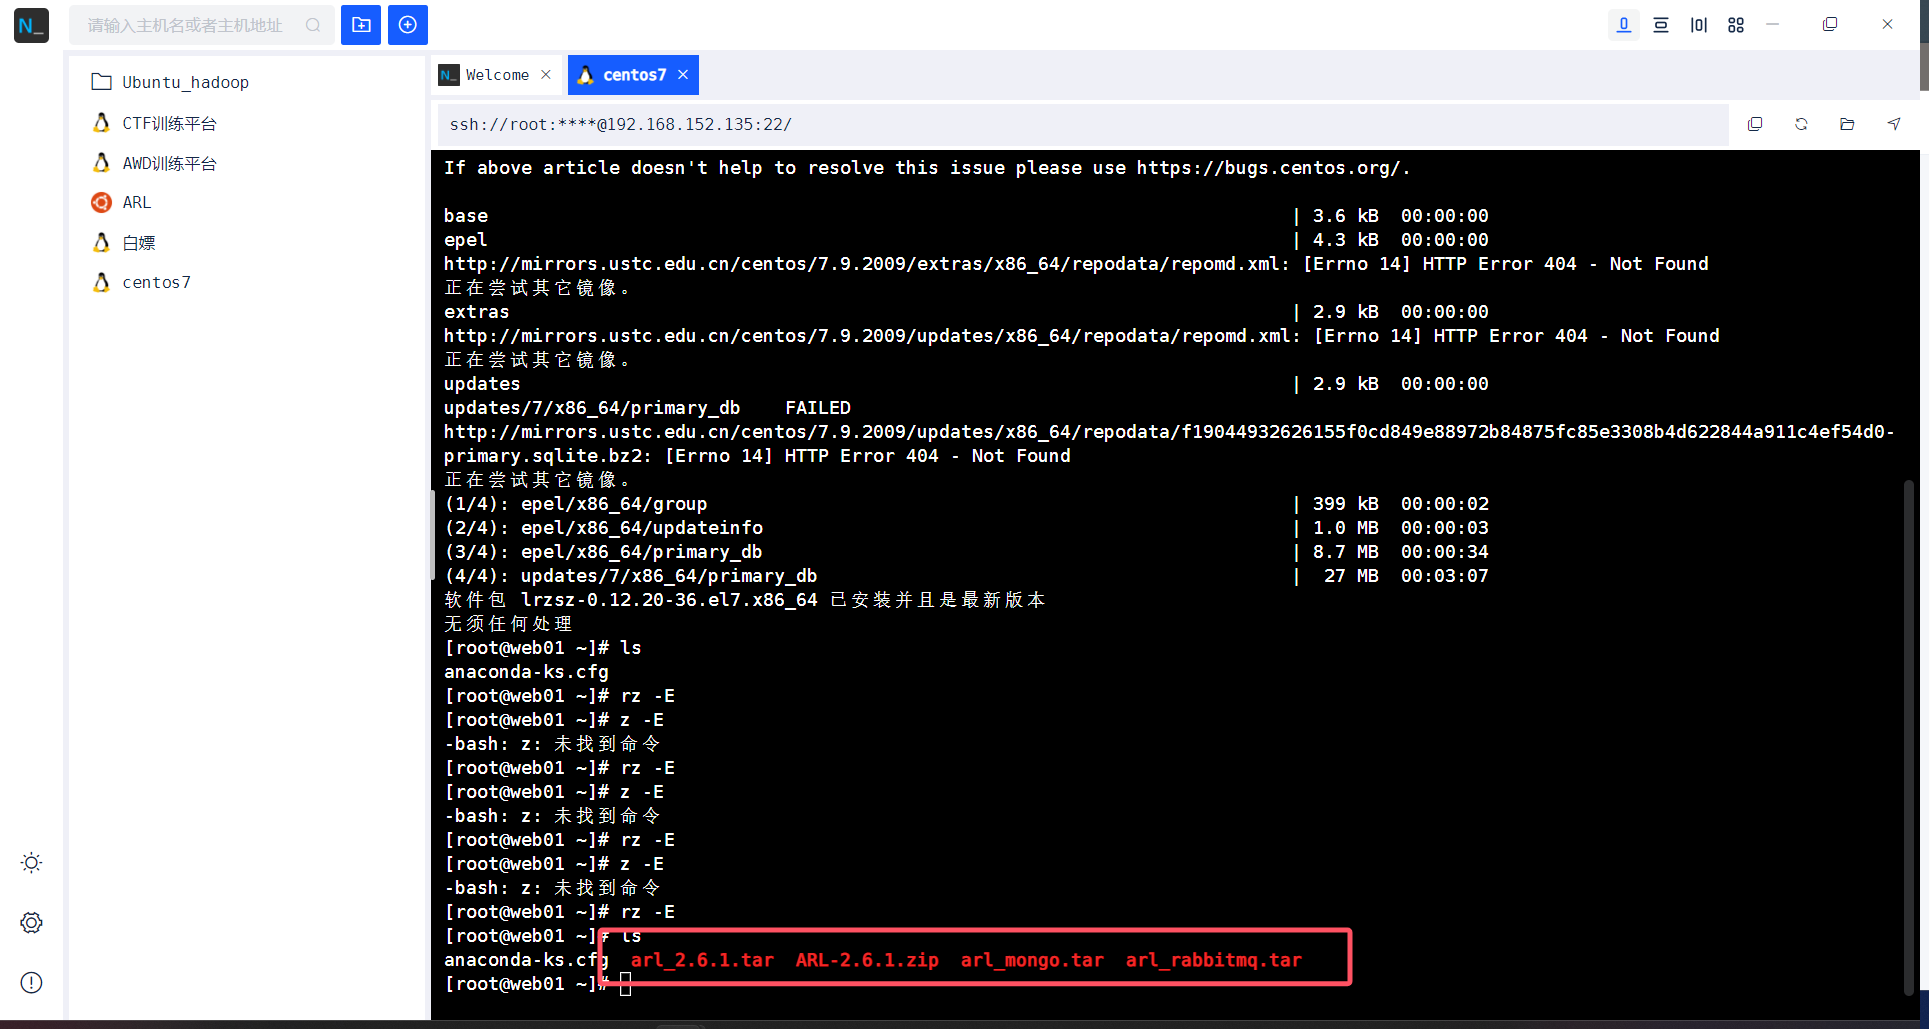 N_
请输入主机名或者主机地址
Ubuntu_hadoop
CTF训练平台
AWD训练平台
ARL
白嫖
centos7
N_ Welcome × centos7 ×
ssh://root:****@192.168.152.135:22/
If above article doesn't help to resolve this issue please use https://bugs.centos.org/.
base | 3.6 kB 00:00:00
epel | 4.3 kB 00:00:00
http://mirrors.ustc.edu.cn/centos/7.9.2009/extras/x86_64/repodata/repomd.xml: [Errno 14] HTTP Error 404 - Not Found
正在尝试其它镜像。
extras | 2.9 kB 00:00:00
http://mirrors.ustc.edu.cn/centos/7.9.2009/updates/x86_64/repodata/repomd.xml: [Errno 14] HTTP Error 404 - Not Found
正在尝试其它镜像。
updates | 2.9 kB 00:00:00
updates/7/x86_64/primary_db FAILED
http://mirrors.ustc.edu.cn/centos/7.9.2009/updates/x86_64/repodata/f19044932626155f0cd849e88972b84875fc85e3308b4d622844a911c4ef54d0-
primary.sqlite.bz2: [Errno 14] HTTP Error 404 - Not Found
正在尝试其它镜像。
(1/4): epel/x86_64/group | 399 kB 00:00:02
(2/4): epel/x86_64/updateinfo | 1.0 MB 00:00:03
(3/4): epel/x86_64/primary_db | 8.7 MB 00:00:34
(4/4): updates/7/x86_64/primary_db | 27 MB 00:03:07
软件包 lrzsz-0.12.20-36.el7.x86_64 已安装并且是最新版本
无须任何处理
[root@web01 ~]# ls
anaconda-ks.cfg
[root@web01 ~]# rz -E
[root@web01 ~]# z -E
-bash: z: 未找到命令
[root@web01 ~]# rz -E
[root@web01 ~]# z -E
-bash: z: 未找到命令
[root@web01 ~]# rz -E
[root@web01 ~]# z -E
-bash: z: 未找到命令
[root@web01 ~]# rz -E
[root@web01 ~]# ls
anaconda-ks.cfg arl_2.6.1.tar ARL-2.6.1.zip arl_mongo.tar arl_rabbitmq.tar
[root@web01 ~]#